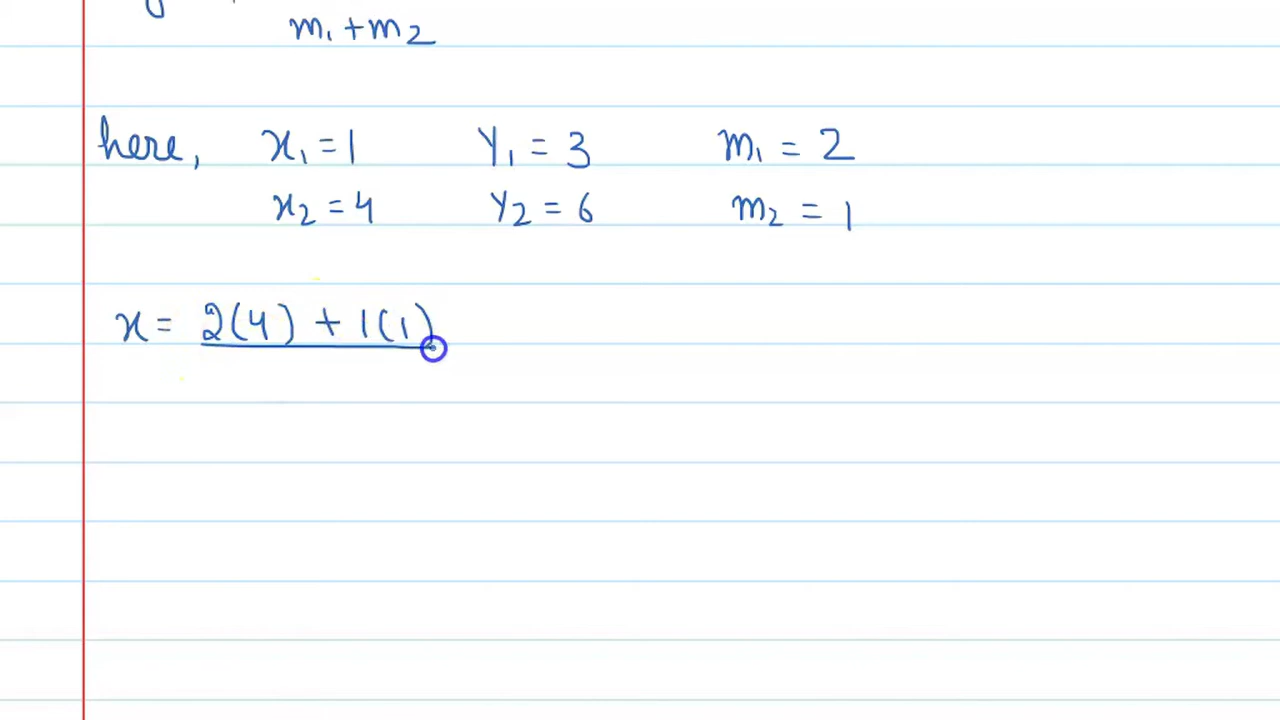 m₁ + m₂
here, x₁ = 1 y₁ = 3 m₁ = 2
x₂ = 4 y₂ = 6 m₂ = 1
x = 2(4) + 1(1)